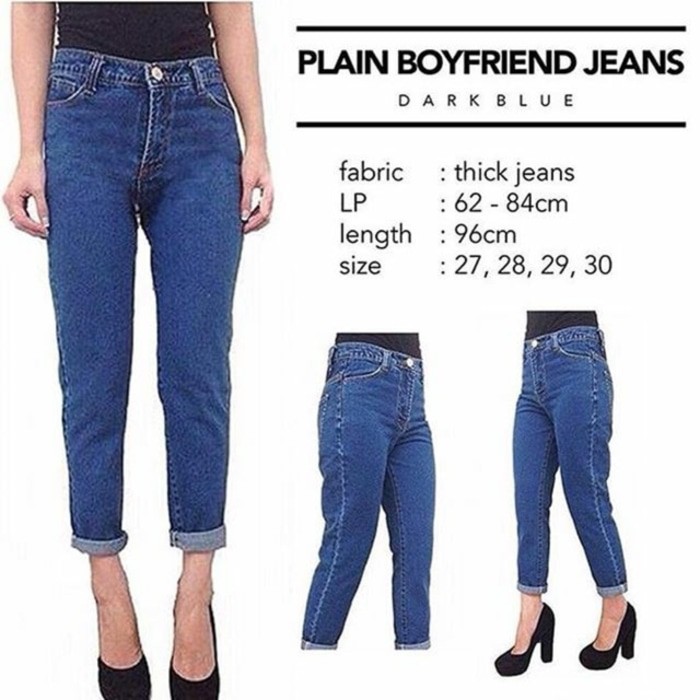 PLAIN BOYFRIEND JEANS
DARK BLUE
fabric : thick jeans
LP : 62 - 84cm
length : 96cm
size : 27, 28, 29, 30